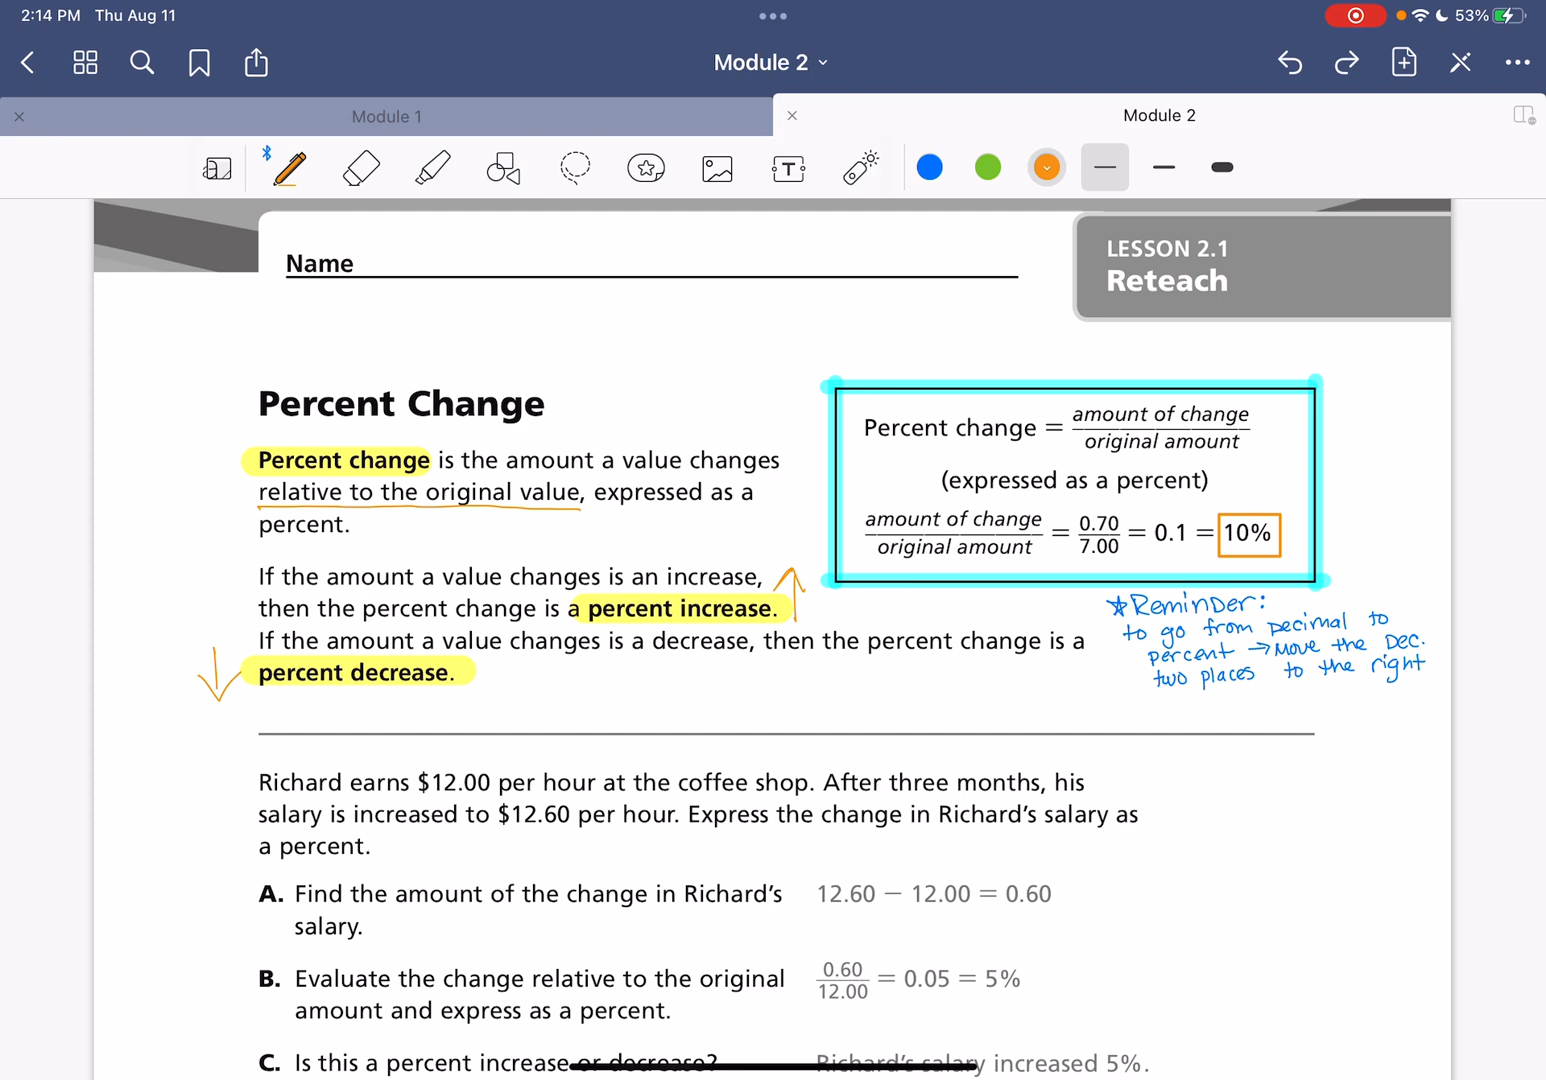 2:14 PM Thu Aug 11
53%
Module 2
Module 1
Module 2
a
T
Name
LESSON 2.1
Reteach
Percent Change
Percent change is the amount a value changes
relative to the original value, expressed as a
percent.
If the amount a value changes is an increase,
then the percent change is a percent increase.
If the amount a value changes is a decrease, then the percent change is a
percent decrease.
Percent change = amount of change / original amount
(expressed as a percent)
amount of change / original amount = 0.70 / 7.00 = 0.1 = 10%
★Reminder:
to go from Decimal to
percent → Move the Dec.
two places to the right
Richard earns $12.00 per hour at the coffee shop. After three months, his
salary is increased to $12.60 per hour. Express the change in Richard's salary as
a percent.
A. Find the amount of the change in Richard's
salary.
12.60 − 12.00 = 0.60
B. Evaluate the change relative to the original
amount and express as a percent.
0.60 / 12.00 = 0.05 = 5%
C. Is this a percent increase or decrease?
Richard's salary increased 5%.